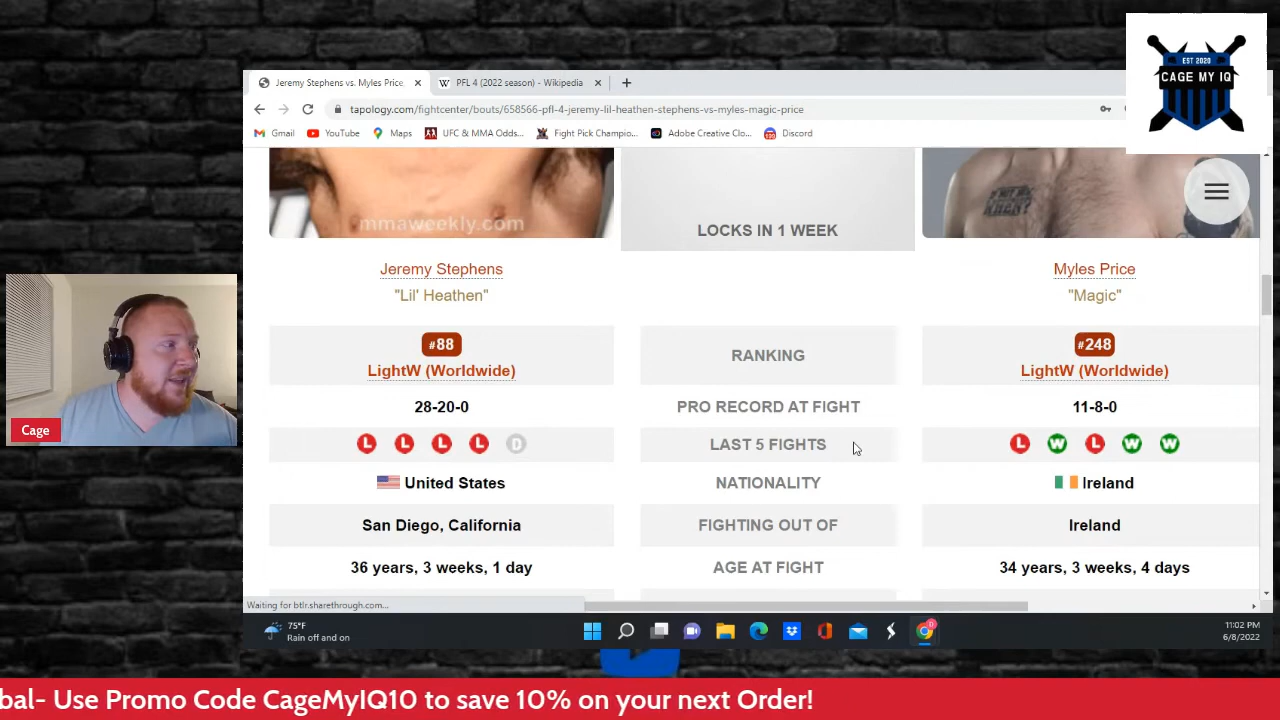 EST 2020
CAGE MY IQ
Jeremy Stephens vs. Myles Price
PFL 4 (2022 season) - Wikipedia
tapology.com/fightcenter/bouts/658566-pfl-4-jeremy-lil-heathen-stephens-vs-myles-magic-price
Gmail YouTube Maps UFC & MMA Odds... Fight Pick Champio... Adobe Creative Clo... Discord
mmaweekly.com
LOCKS IN 1 WEEK
Jeremy Stephens Myles Price
"Lil' Heathen" "Magic"
#88 RANKING #248
LightW (Worldwide) LightW (Worldwide)
28-20-0 PRO RECORD AT FIGHT 11-8-0
L L L L D LAST 5 FIGHTS L W L W W
United States NATIONALITY Ireland
San Diego, California FIGHTING OUT OF Ireland
36 years, 3 weeks, 1 day AGE AT FIGHT 34 years, 3 weeks, 4 days
Cage
Waiting for btlr.sharethrough.com...
75°F
Rain off and on
11:02 PM
6/8/2022
bal- Use Promo Code CageMyIQ10 to save 10% on your next Order!